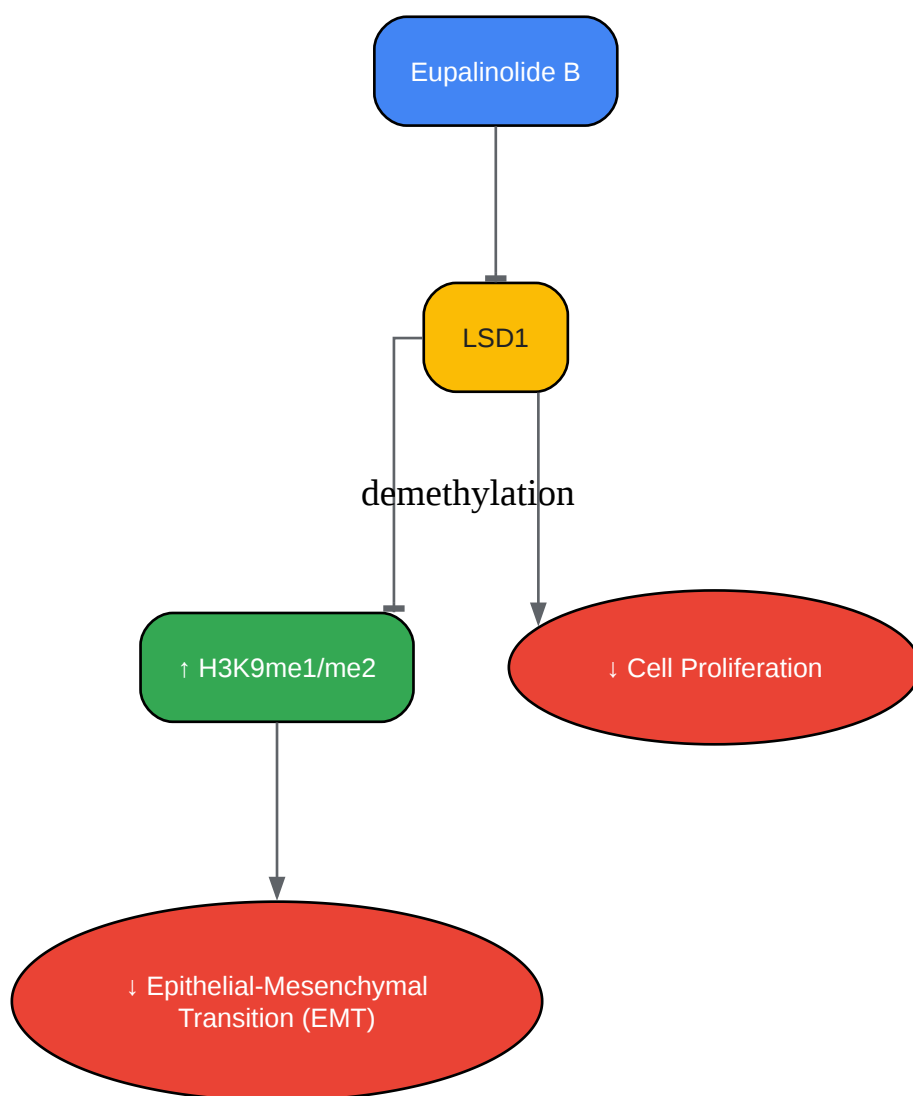 Eupalinolide B
LSD1
demethylation
↑ H3K9me1/me2
↓ Cell Proliferation
↓ Epithelial-Mesenchymal
Transition (EMT)